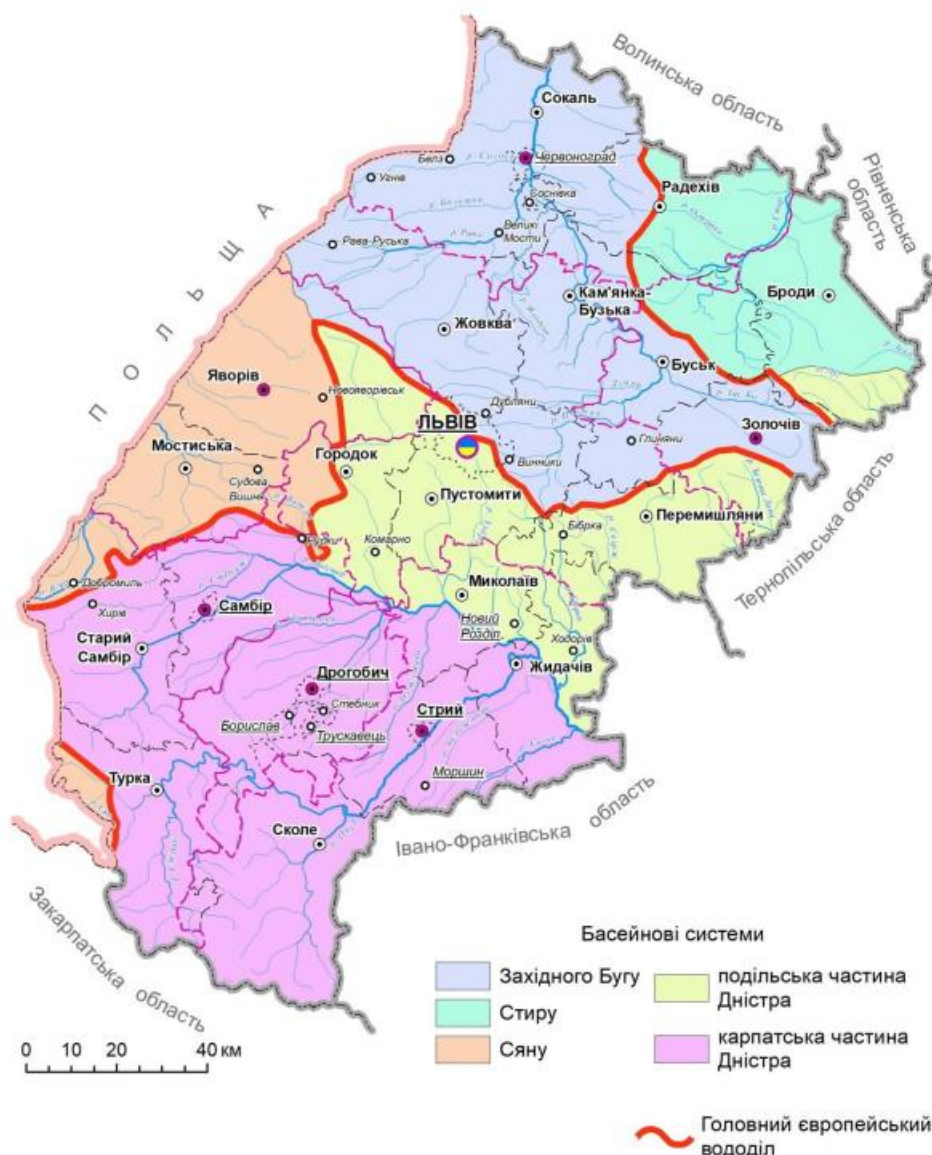 Волинська область
Рівненська
область
ПОЛЬЩА
Сокаль
Белз
Червоноград
Угнів
Соснівка
Радехів
Великі
Мости
р. Рата
Рава-Руська
Кам'янка-
Бузька
Броди
Жовква
Буськ
Яворів
Новояворівськ
Дубляни
ЛЬВІВ
Золочів
Глиняни
Мостиська
Городок
Винники
Судова
Вишня
Пустомити
Перемишляни
Бібрка
Рудки
Комарно
Тернопільська область
Добромиль
Миколаїв
Хирів
Самбір
Новий
Розділ
Старий
Самбір
Ходорів
Жидачів
Дрогобич
Стебник
Стрий
Борислав
Трускавець
Турка
Моршин
Сколе
Івано-Франківська область
Закарпатська область
Басейнові системи
Західного Бугу
подільська частина
Дністра
Стиру
Сяну
карпатська частина
Дністра
0 10 20 40 км
Головний європейський
вододіл